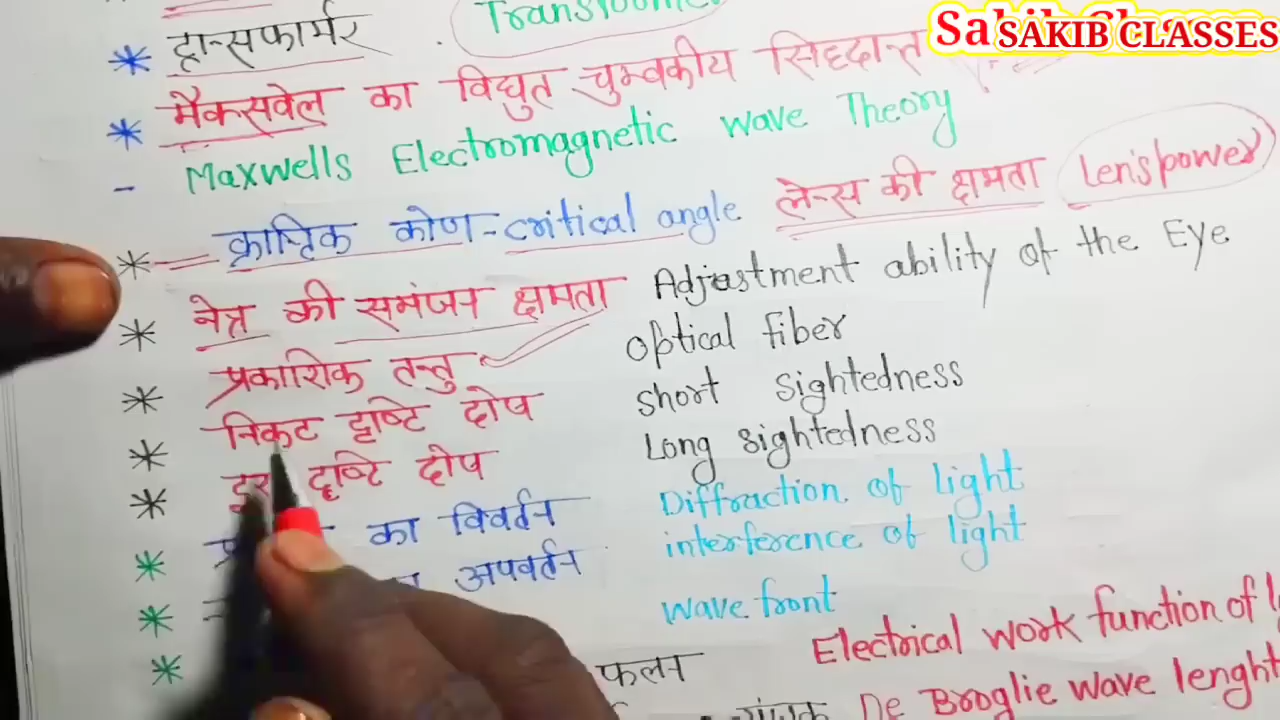 SAKIB CLASSES
* ट्रान्सफार्मर . Transformer
* मैक्सवेल का विधुत चुम्वकीय सिद्दान्त
- Maxwells Electromagnetic wave Theory
* क्रान्तिक कोण - critical angle लेन्स की क्षमता Len's power
* नेत्र की समंजन क्षमता Adjustment ability of the Eye
* प्रकाशिक तन्तु optical fiber
* निकट दृष्टि दोष short sightedness
* दूर दृष्टि दोष Long sightedness
* का विवर्तन Diffraction of light
* अपवर्तन interference of light
* wave front
फलन Electrical work function of
De Broglie wave lenght